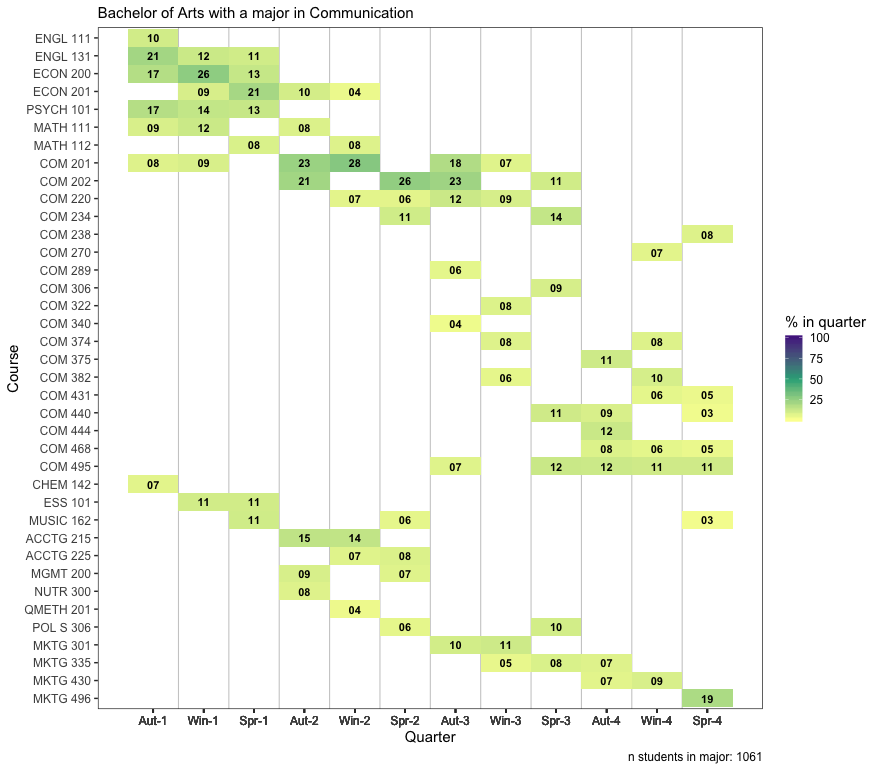 Bachelor of Arts with a major in Communication
Course
ENGL 111 10
ENGL 131 21 12 11
ECON 200 17 26 13
ECON 201 09 21 10 04
PSYCH 101 17 14 13
MATH 111 09 12 08
MATH 112 08 08
COM 201 08 09 23 28 18 07
COM 202 21 26 23 11
COM 220 07 06 12 09
COM 234 11 14
COM 238 08
COM 270 07
COM 289 06
COM 306 09
COM 322 08
COM 340 04
COM 374 08 08
COM 375 11
COM 382 06 10
COM 431 06 05
COM 440 11 09 03
COM 444 12
COM 468 08 06 05
COM 495 07 12 12 11 11
CHEM 142 07
ESS 101 11 11
MUSIC 162 11 06 03
ACCTG 215 15 14
ACCTG 225 07 08
MGMT 200 09 07
NUTR 300 08
QMETH 201 04
POL S 306 06 10
MKTG 301 10 11
MKTG 335 05 08 07
MKTG 430 07 09
MKTG 496 19
Aut-1 Win-1 Spr-1 Aut-2 Win-2 Spr-2 Aut-3 Win-3 Spr-3 Aut-4 Win-4 Spr-4
Quarter
% in quarter
100
75
50
25
n students in major: 1061